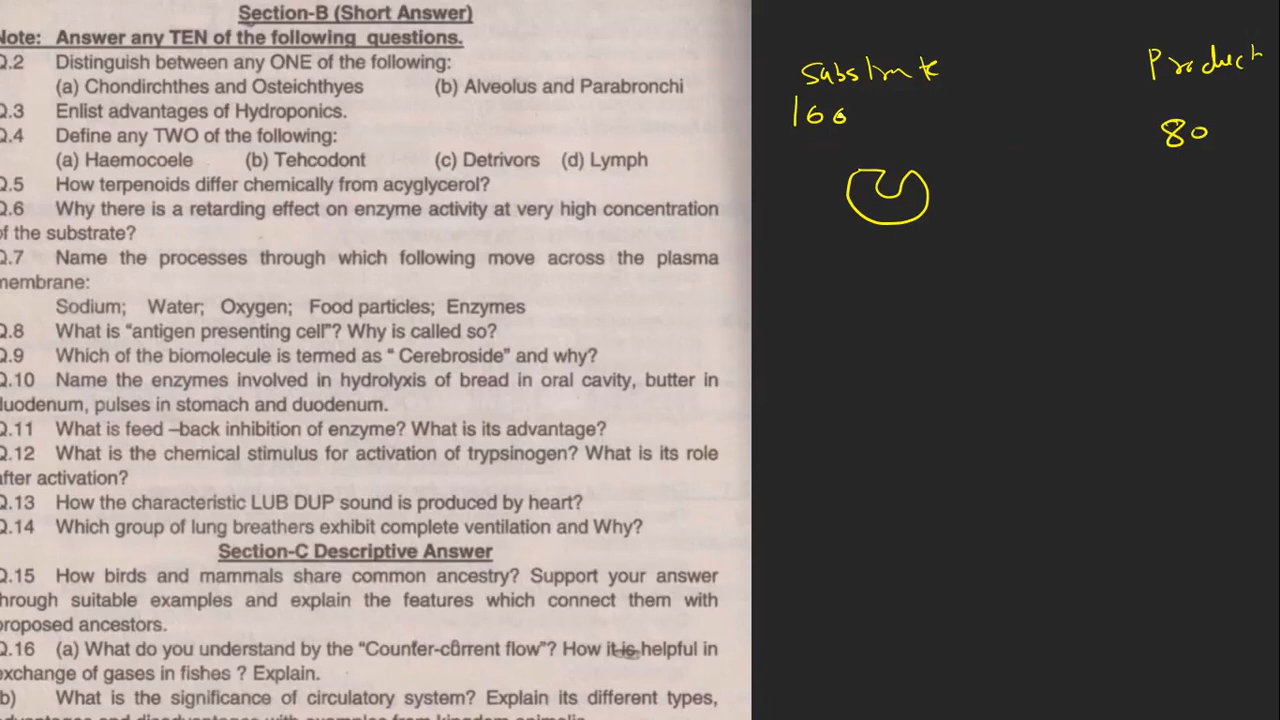 Section-B (Short Answer)
Note: Answer any TEN of the following questions.
Q.2 Distinguish between any ONE of the following:
(a) Chondirchthes and Osteichthyes (b) Alveolus and Parabronchi
Q.3 Enlist advantages of Hydroponics.
Q.4 Define any TWO of the following:
(a) Haemocoele (b) Tehcodont (c) Detrivors (d) Lymph
Q.5 How terpenoids differ chemically from acyglycerol?
Q.6 Why there is a retarding effect on enzyme activity at very high concentration
of the substrate?
Q.7 Name the processes through which following move across the plasma
membrane:
Sodium; Water; Oxygen; Food particles; Enzymes
Q.8 What is "antigen presenting cell"? Why is called so?
Q.9 Which of the biomolecule is termed as " Cerebroside" and why?
Q.10 Name the enzymes involved in hydrolyxis of bread in oral cavity, butter in
duodenum, pulses in stomach and duodenum.
Q.11 What is feed –back inhibition of enzyme? What is its advantage?
Q.12 What is the chemical stimulus for activation of trypsinogen? What is its role
after activation?
Q.13 How the characteristic LUB DUP sound is produced by heart?
Q.14 Which group of lung breathers exhibit complete ventilation and Why?
Section-C Descriptive Answer
Q.15 How birds and mammals share common ancestry? Support your answer
through suitable examples and explain the features which connect them with
proposed ancestors.
Q.16 (a) What do you understand by the "Counter-current flow"? How it is helpful in
exchange of gases in fishes ? Explain.
b) What is the significance of circulatory system? Explain its different types,
advantages and disadvantages with examples from kingdom animalia.
Substrate Product
100 80